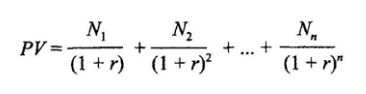 PV = N₁/(1 + r) + N₂/(1 + r)² + ... + Nₙ/(1 + r)ⁿ